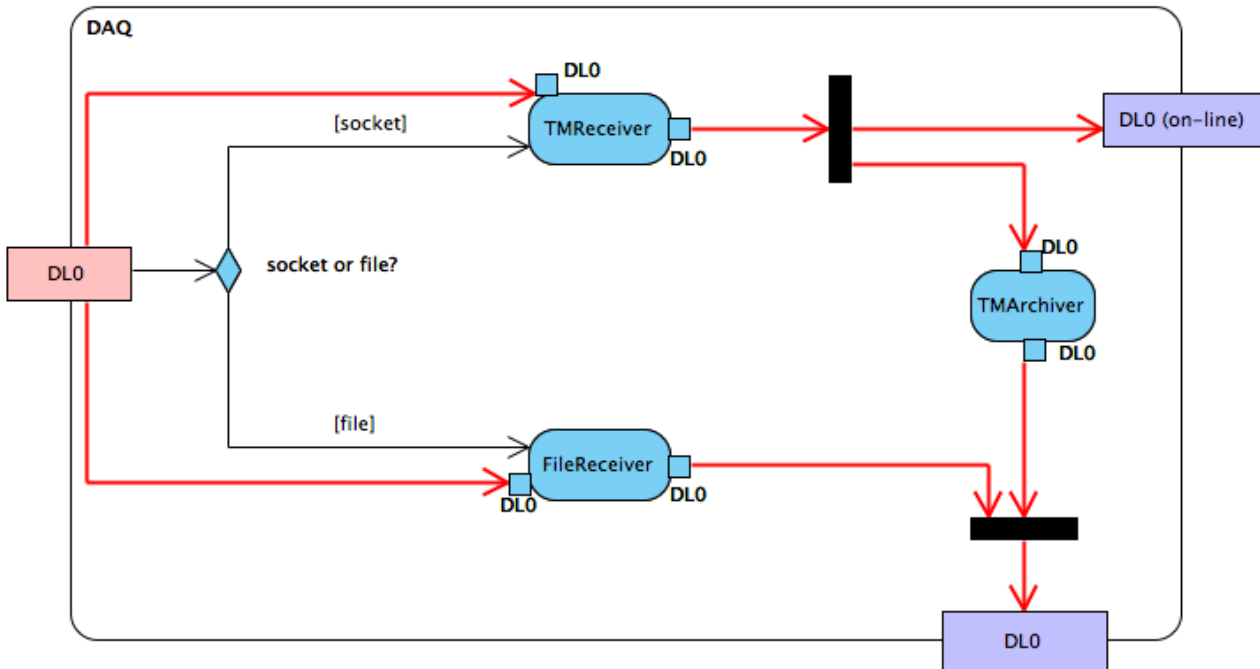 DAQ
DL0
[socket]
TMReceiver
DL0
DL0 (on-line)
DL0
DL0
socket or file?
DL0
TMArchiver
DL0
[file]
FileReceiver
DL0
DL0
DL0